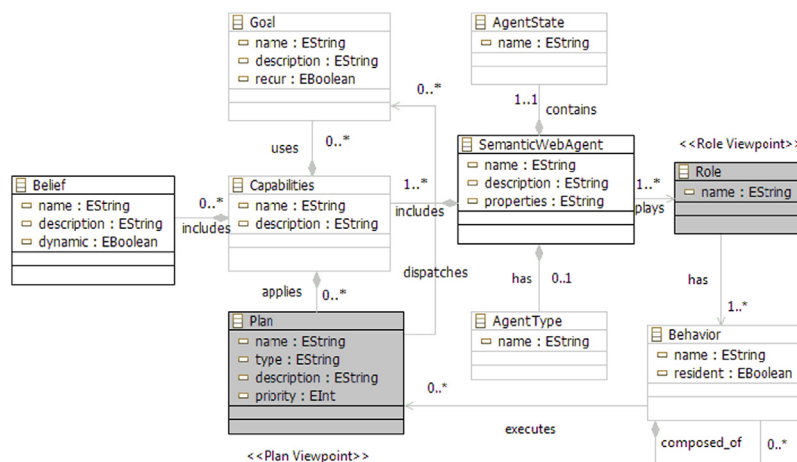 Goal
name : EString
description : EString
recur : EBoolean
AgentState
name : EString
0..*
1..1
contains
uses
0..*
<<Role Viewpoint>>
SemanticWebAgent
name : EString
description : EString
properties : EString
Role
name : EString
Belief
name : EString
description : EString
dynamic : EBoolean
0..*
includes
Capabilities
name : EString
description : EString
1..*
includes
1..*
plays
applies
0..*
dispatches
has
0..1
has
1..*
Plan
name : EString
type : EString
description : EString
priority : EInt
AgentType
name : EString
Behavior
name : EString
resident : EBoolean
0..*
executes
<<Plan Viewpoint>>
composed_of
0..*